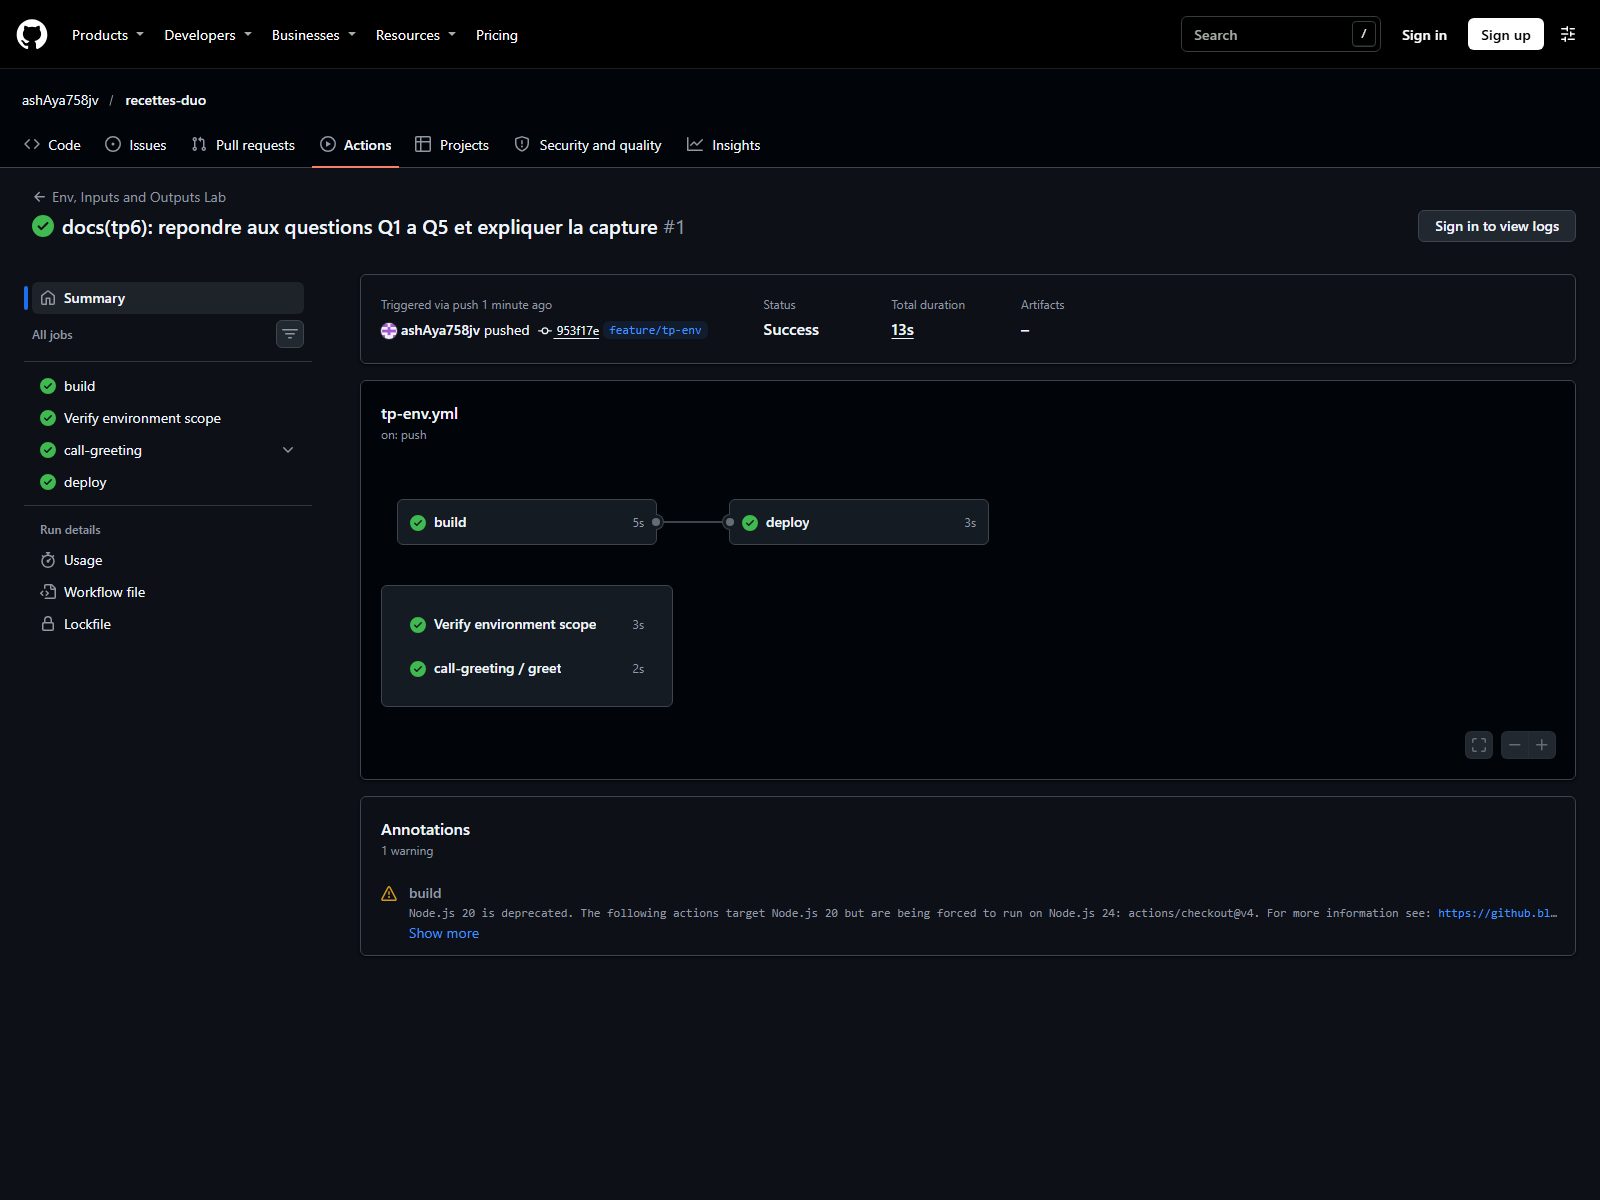 Products Developers Businesses Resources Pricing Search / Sign in Sign up
ashAya758jv / recettes-duo
Code Issues Pull requests Actions Projects Security and quality Insights
Env, Inputs and Outputs Lab
docs(tp6): repondre aux questions Q1 a Q5 et expliquer la capture #1
Sign in to view logs
Summary
All jobs
build
Verify environment scope
call-greeting
deploy
Run details
Usage
Workflow file
Lockfile
Triggered via push 1 minute ago
ashAya758jv pushed 953f17e feature/tp-env
Status
Success
Total duration
13s
Artifacts
–
tp-env.yml
on: push
build 5s
deploy 3s
Verify environment scope 3s
call-greeting / greet 2s
Annotations
1 warning
build
Node.js 20 is deprecated. The following actions target Node.js 20 but are being forced to run on Node.js 24: actions/checkout@v4. For more information see: https://github.bl…
Show more